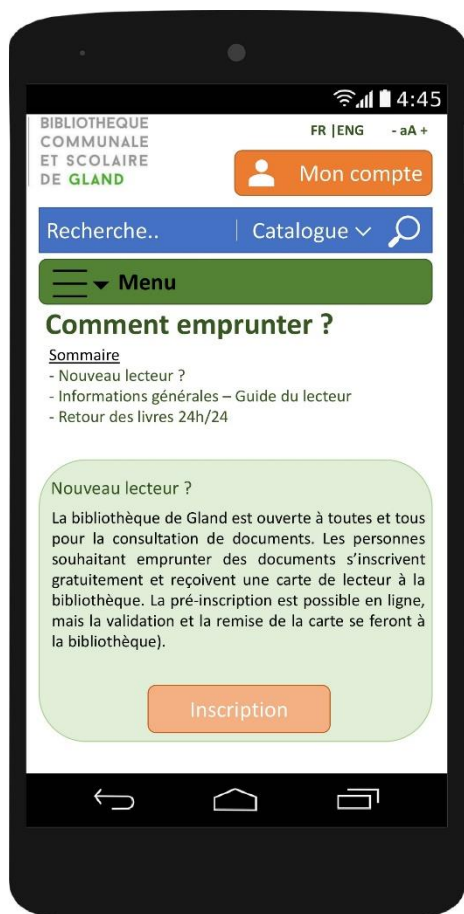 4:45
BIBLIOTHEQUE
COMMUNALE
ET SCOLAIRE
DE GLAND
FR |ENG - aA +
Mon compte
Recherche.. | Catalogue
Menu
Comment emprunter ?
Sommaire
- Nouveau lecteur ?
- Informations générales – Guide du lecteur
- Retour des livres 24h/24
Nouveau lecteur ?
La bibliothèque de Gland est ouverte à toutes et tous
pour la consultation de documents. Les personnes
souhaitant emprunter des documents s’inscrivent
gratuitement et reçoivent une carte de lecteur à la
bibliothèque. La pré-inscription est possible en ligne,
mais la validation et la remise de la carte se feront à
la bibliothèque).
Inscription